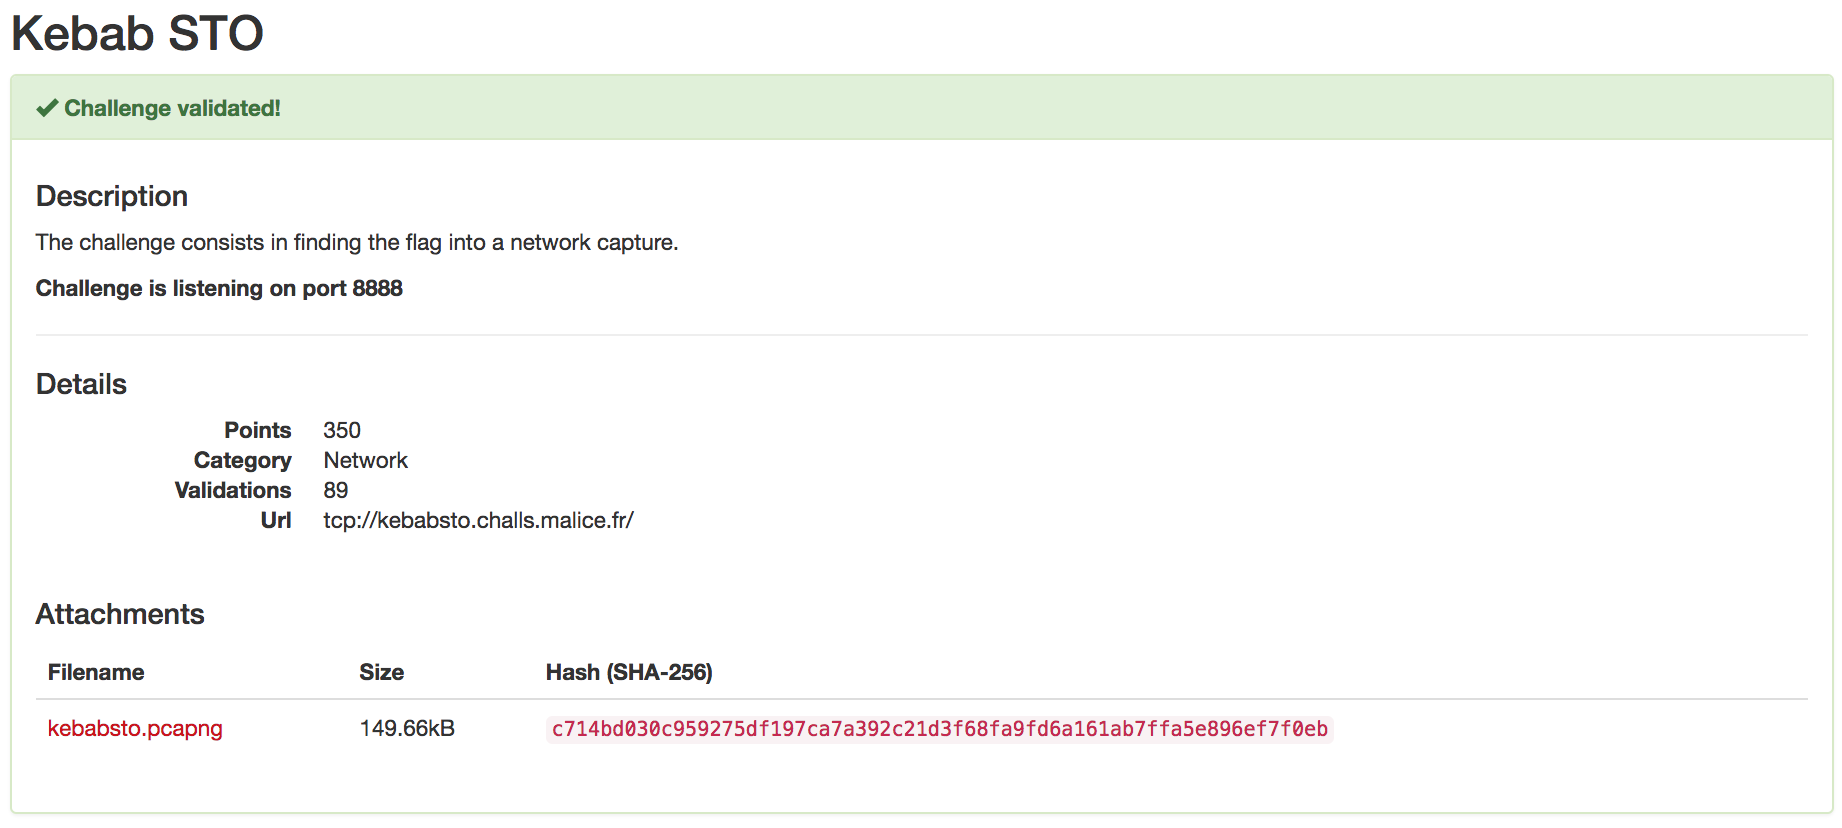 Kebab STO
Challenge validated!
Description
The challenge consists in finding the flag into a network capture.
Challenge is listening on port 8888
Details
Points 350
Category Network
Validations 89
Url tcp://kebabsto.challs.malice.fr/
Attachments
Filename Size Hash (SHA-256)
kebabsto.pcapng 149.66kB c714bd030c959275df197ca7a392c21d3f68fa9fd6a161ab7ffa5e896ef7f0eb